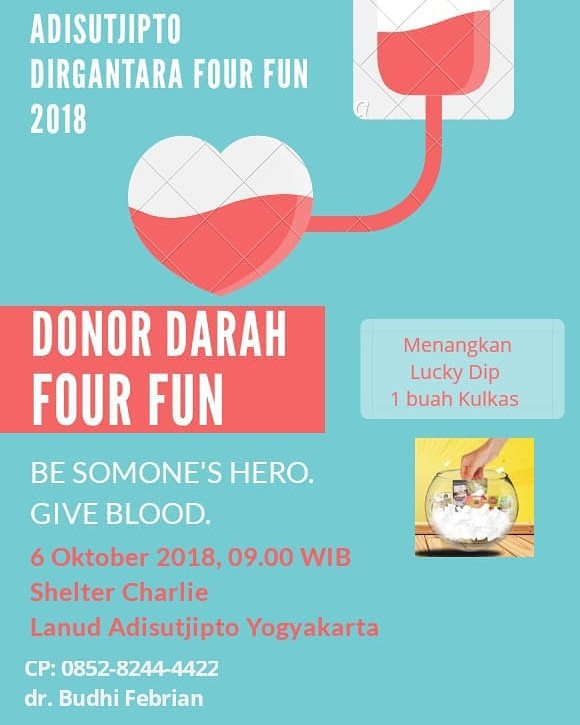 ADISUTJIPTO
DIRGANTARA FOUR FUN
2018
DONOR DARAH
FOUR FUN
Menangkan
Lucky Dip
1 buah Kulkas
BE SOMONE'S HERO.
GIVE BLOOD.
6 Oktober 2018, 09.00 WIB
Shelter Charlie
Lanud Adisutjipto Yogyakarta
CP: 0852-8244-4422
dr. Budhi Febrian